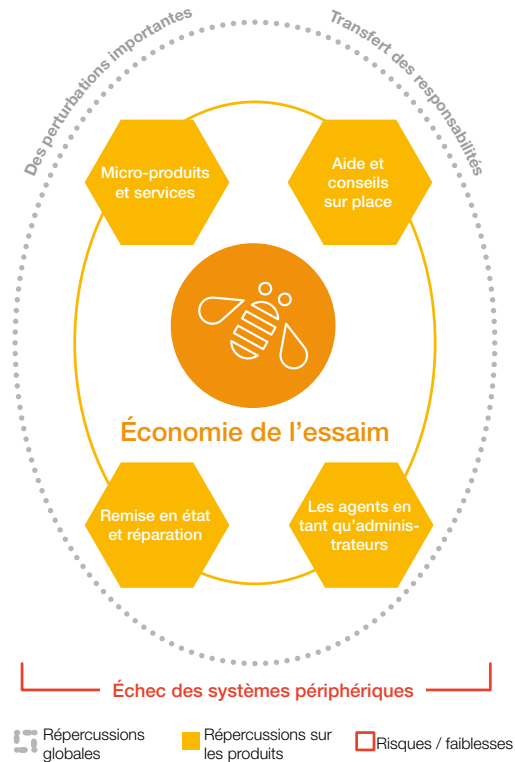 Des perturbations importantes
Transfert des responsabilités
Micro-produits
et services
Aide et
conseils
sur place
Économie de l’essaim
Remise en état
et réparation
Les agents en
tant qu’adminis-
trateurs
Échec des systèmes périphériques
Répercussions
globales
Répercussions sur
les produits
Risques / faiblesses